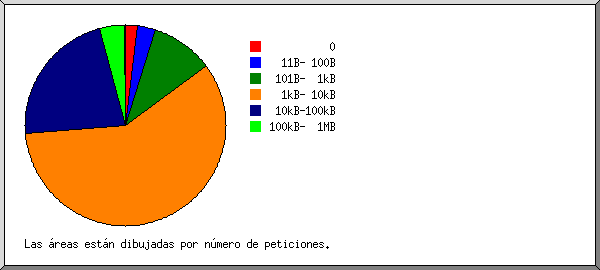 0
11B- 100B
101B- 1kB
1kB- 10kB
10kB-100kB
100kB- 1MB
Las áreas están dibujadas por número de peticiones.